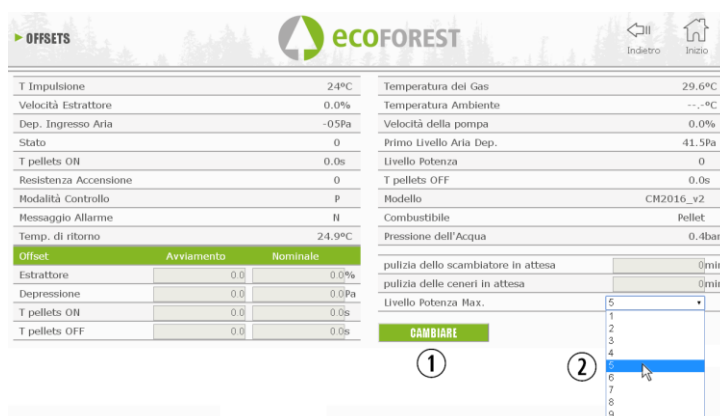 OFFSETS
ecoFOREST
Indietro
Inizio
T Impulsione 24ºC
Velocità Estrattore 0.0%
Dep. Ingresso Aria -05Pa
Stato 0
T pellets ON 0.0s
Resistenza Accensione 0
Modalità Controllo P
Messaggio Allarme N
Temp. di ritorno 24.9ºC
Offset Avviamento Nominale
Estrattore 0.0 0.0%
Depressione 0.0 0.0Pa
T pellets ON 0.0 0.0s
T pellets OFF 0.0 0.0s
Temperatura dei Gas 29.6ºC
Temperatura Ambiente --.-ºC
Velocità della pompa 0.0%
Primo Livello Aria Dep. 41.5Pa
Livello Potenza 0
T pellets OFF 0.0s
Modello CM2016_v2
Combustibile Pellet
Pressione dell'Acqua 0.4bar
pulizia dello scambiatore in attesa 0min
pulizia delle ceneri in attesa 0min
Livello Potenza Max. 5
1
2
3
4
5
6
7
8
9
CAMBIARE
1
2